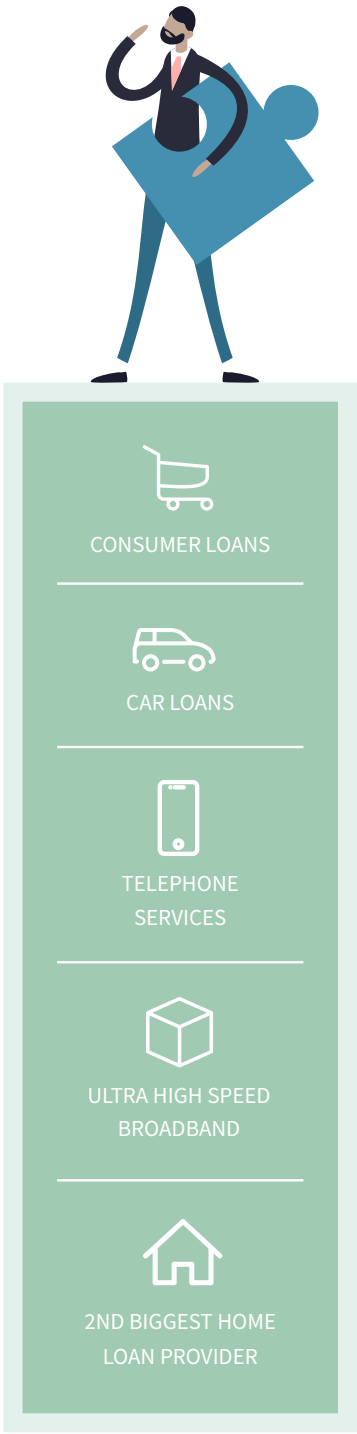 CONSUMER LOANS
CAR LOANS
TELEPHONE
SERVICES
ULTRA HIGH SPEED
BROADBAND
2ND BIGGEST HOME
LOAN PROVIDER